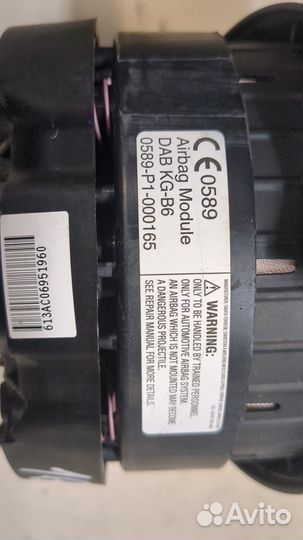 CE 0589
Airbag Module
DAB KG-B6
0589-P1-000165
WARNING:
ONLY TO BE HANDLED BY TRAINED PERSONNEL
ONLY FOR AUTOMOTIVE AIRBAG SYSTEM.
AN AIRBAG WHICH IS NOT MOUNTED MAY BECOME
A DANGEROUS PROJECTILE.
SEE REPAIR MANUAL FOR MORE DETAILS.
613AC006951960
Avito